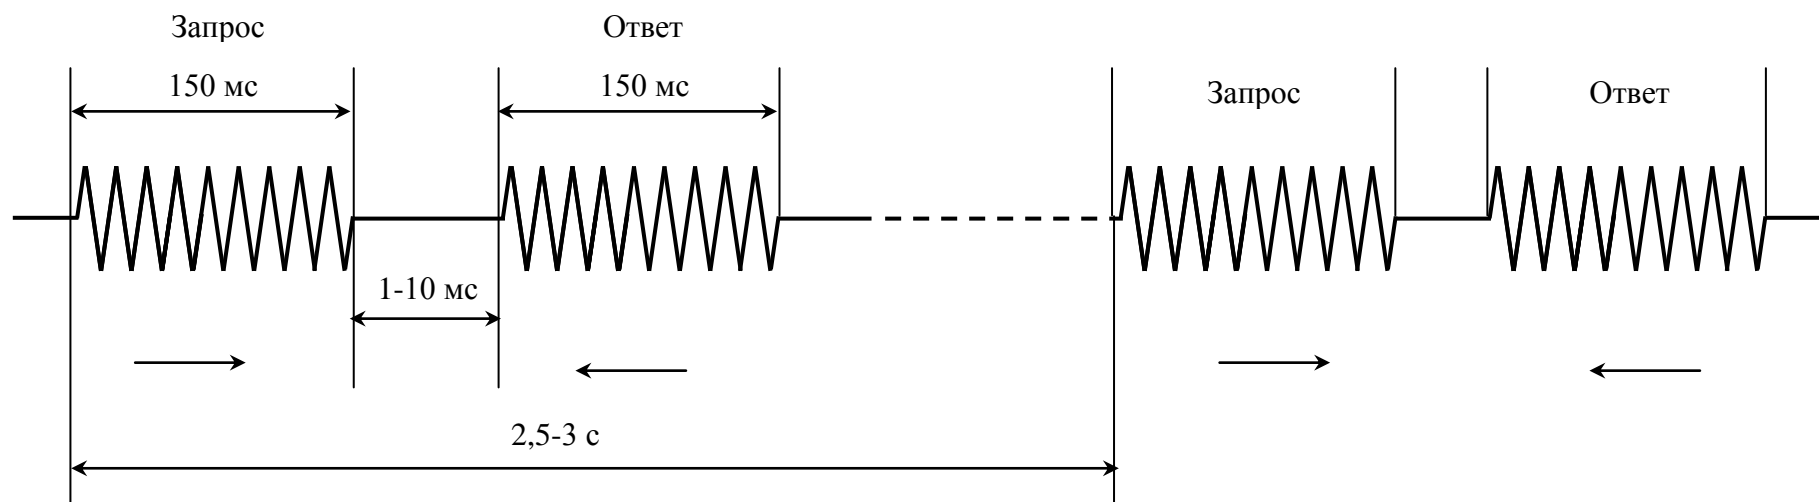 Запрос
Ответ
150 мс
150 мс
Запрос
Ответ
1-10 мс
2,5-3 с